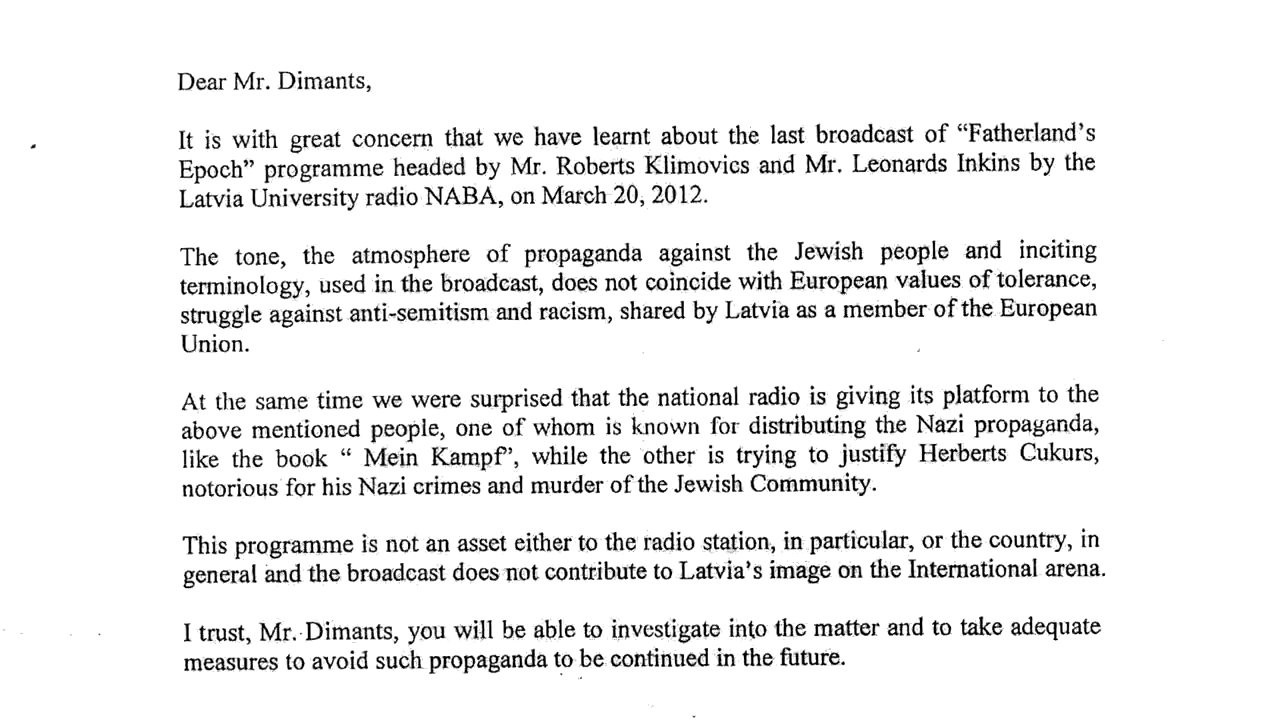 Dear Mr. Dimants,
It is with great concern that we have learnt about the last broadcast of “Fatherland’s
Epoch” programme headed by Mr. Roberts Klimovics and Mr. Leonards Inkins by the
Latvia University radio NABA, on March 20, 2012.
The tone, the atmosphere of propaganda against the Jewish people and inciting
terminology, used in the broadcast, does not coincide with European values of tolerance,
struggle against anti-semitism and racism, shared by Latvia as a member of the European
Union.
At the same time we were surprised that the national radio is giving its platform to the
above mentioned people, one of whom is known for distributing the Nazi propaganda,
like the book “ Mein Kampf”, while the other is trying to justify Herberts Cukurs,
notorious for his Nazi crimes and murder of the Jewish Community.
This programme is not an asset either to the radio station, in particular, or the country, in
general and the broadcast does not contribute to Latvia’s image on the International arena.
I trust, Mr. Dimants, you will be able to investigate into the matter and to take adequate
measures to avoid such propaganda to be continued in the future.